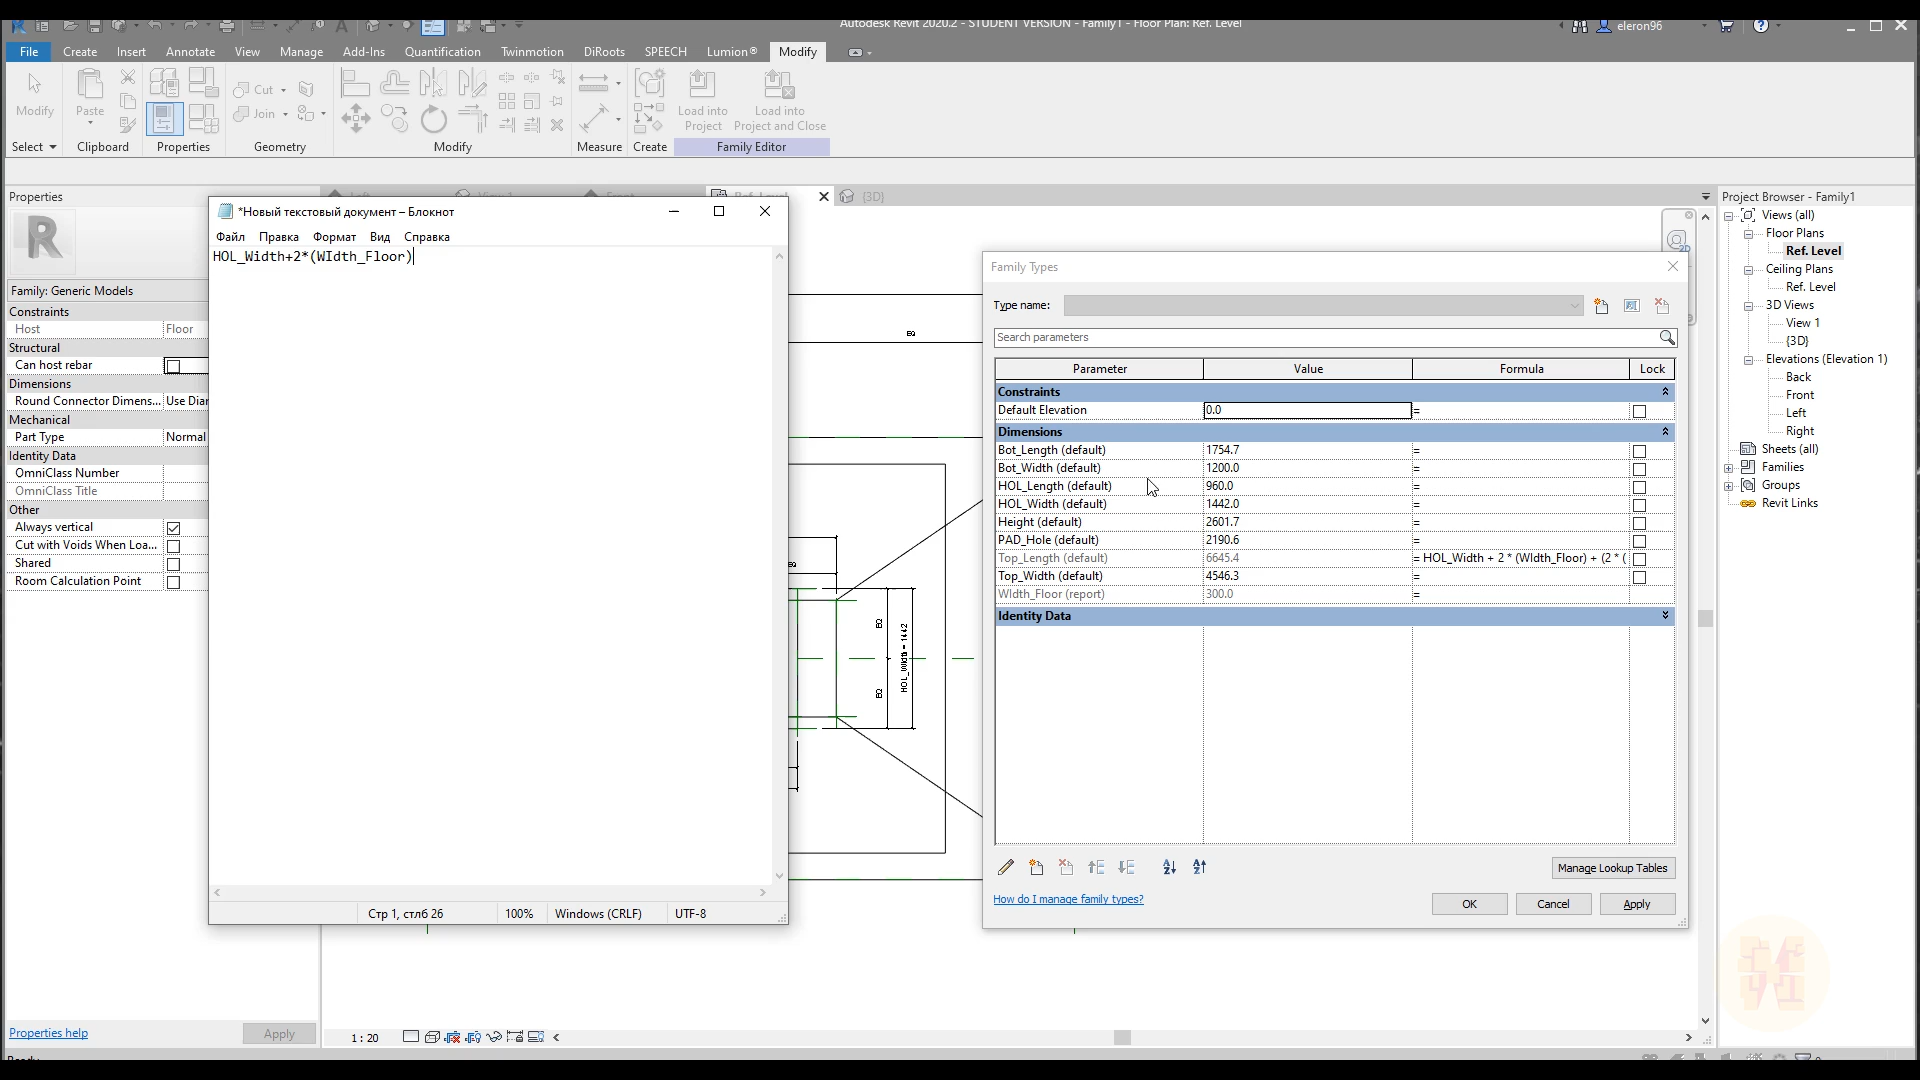 Autodesk Revit 2020.2 - STUDENT VERSION - Family1 - Floor Plan: Ref. Level
eleron96
File Create Insert Annotate View Manage Add-Ins Quantification Twinmotion DiRoots SPEECH Lumion® Modify
Modify
Paste
Cut
Join
Load into Project
Load into Project and Close
Select Clipboard Properties Geometry Modify Measure Create Family Editor
Properties
{3D}
Project Browser - Family1
*Новый текстовый документ – Блокнот
Файл Правка Формат Вид Справка
HOL_Width+2*(WIdth_Floor)
Стр 1, стлб 26 100% Windows (CRLF) UTF-8
Family: Generic Models
Constraints
Host Floor
Structural
Can host rebar
Dimensions
Round Connector Dimens... Use Diar
Mechanical
Part Type Normal
Identity Data
OmniClass Number
OmniClass Title
Other
Always vertical
Cut with Voids When Loa...
Shared
Room Calculation Point
Properties help Apply
EQ
EQ
EQ
EQ
HOL_Width = 1442
Family Types
Type name:
Search parameters
Parameter Value Formula Lock
Constraints
Default Elevation 0.0 =
Dimensions
Bot_Length (default) 1754.7 =
Bot_Width (default) 1200.0 =
HOL_Length (default) 960.0 =
HOL_Width (default) 1442.0 =
Height (default) 2601.7 =
PAD_Hole (default) 2190.6 =
Top_Length (default) 6645.4 = HOL_Width + 2 * (WIdth_Floor) + (2 * (
Top_Width (default) 4546.3 =
WIdth_Floor (report) 300.0 =
Identity Data
Manage Lookup Tables
How do I manage family types?
OK Cancel Apply
Views (all)
Floor Plans
Ref. Level
Ceiling Plans
Ref. Level
3D Views
View 1
{3D}
Elevations (Elevation 1)
Back
Front
Left
Right
Sheets (all)
Families
Groups
Revit Links
1 : 20